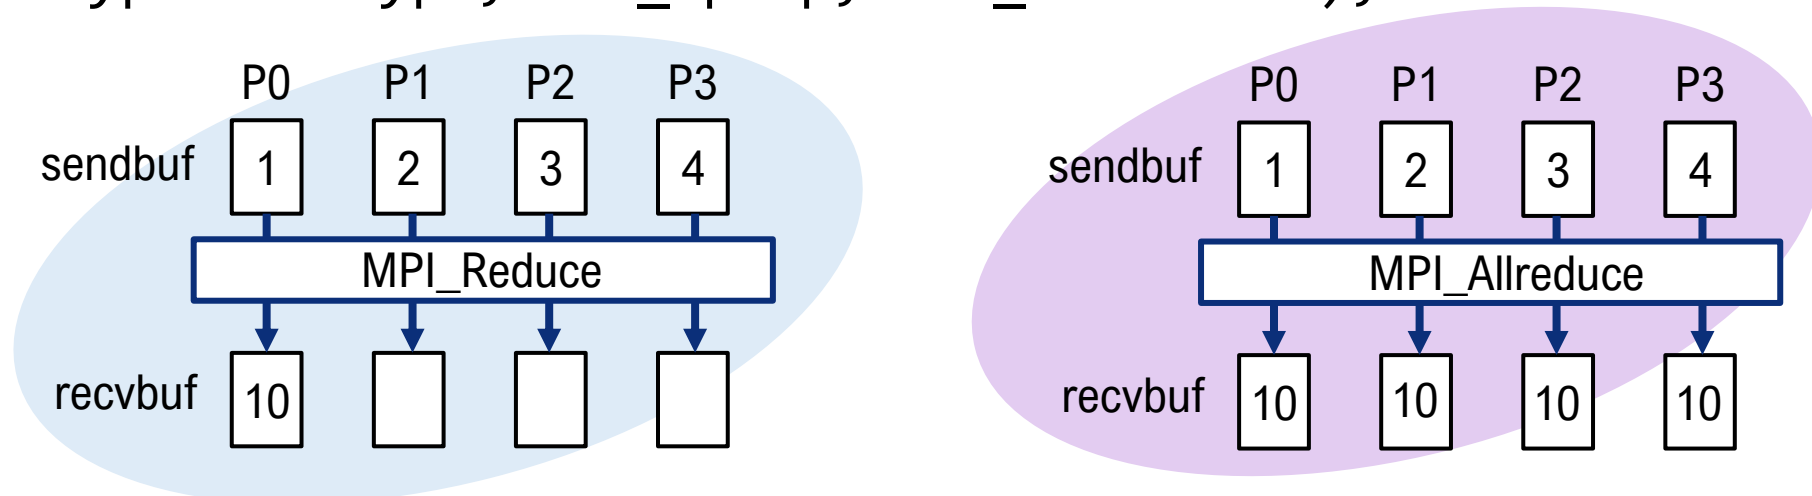 P0 P1 P2 P3
sendbuf 1 2 3 4
MPI_Reduce
recvbuf 10
P0 P1 P2 P3
sendbuf 1 2 3 4
MPI_Allreduce
recvbuf 10 10 10 10